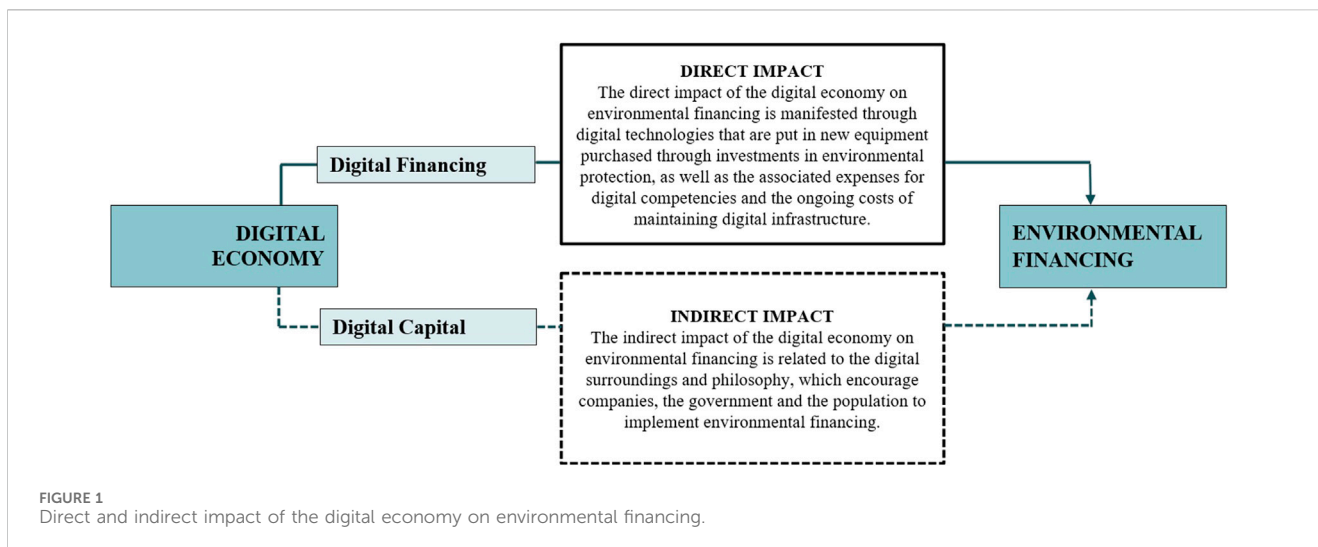 DIRECT IMPACT
The direct impact of the digital economy on
environmental financing is manifested through
digital technologies that are put in new equipment
purchased through investments in environmental
protection, as well as the associated expenses for
digital competencies and the ongoing costs of
maintaining digital infrastructure.
Digital Financing
DIGITAL
ECONOMY
ENVIRONMENTAL
FINANCING
Digital Capital
INDIRECT IMPACT
The indirect impact of the digital economy on
environmental financing is related to the digital
surroundings and philosophy, which encourage
companies, the government and the population to
implement environmental financing.
FIGURE 1
Direct and indirect impact of the digital economy on environmental financing.